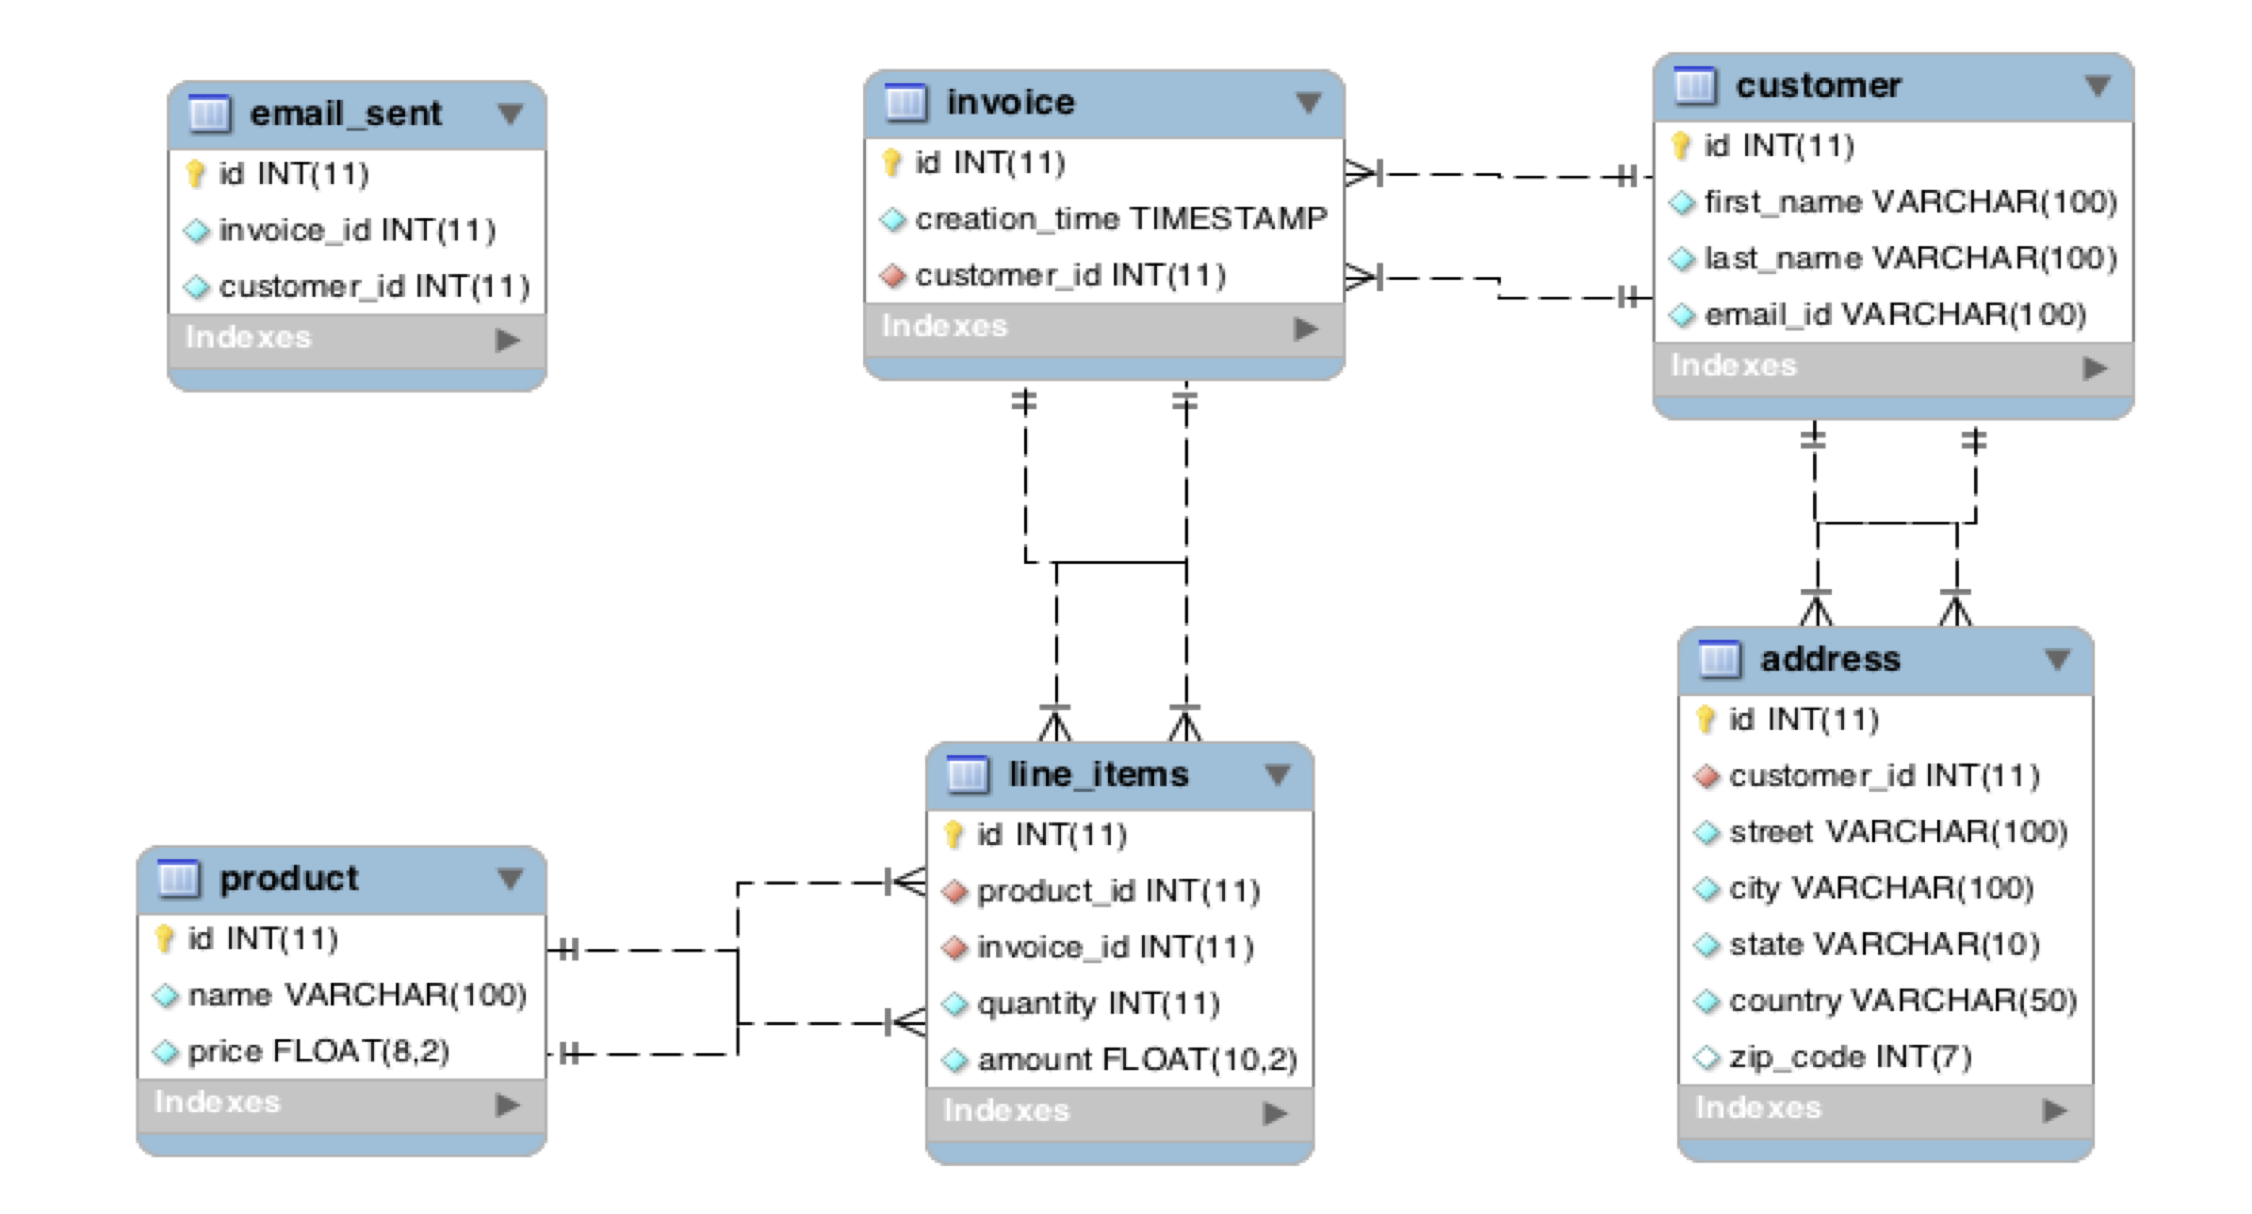 email_sent
id INT(11)
invoice_id INT(11)
customer_id INT(11)
Indexes
invoice
id INT(11)
creation_time TIMESTAMP
customer_id INT(11)
Indexes
customer
id INT(11)
first_name VARCHAR(100)
last_name VARCHAR(100)
email_id VARCHAR(100)
Indexes
product
id INT(11)
name VARCHAR(100)
price FLOAT(8,2)
Indexes
line_items
id INT(11)
product_id INT(11)
invoice_id INT(11)
quantity INT(11)
amount FLOAT(10,2)
Indexes
address
id INT(11)
customer_id INT(11)
street VARCHAR(100)
city VARCHAR(100)
state VARCHAR(10)
country VARCHAR(50)
zip_code INT(7)
Indexes